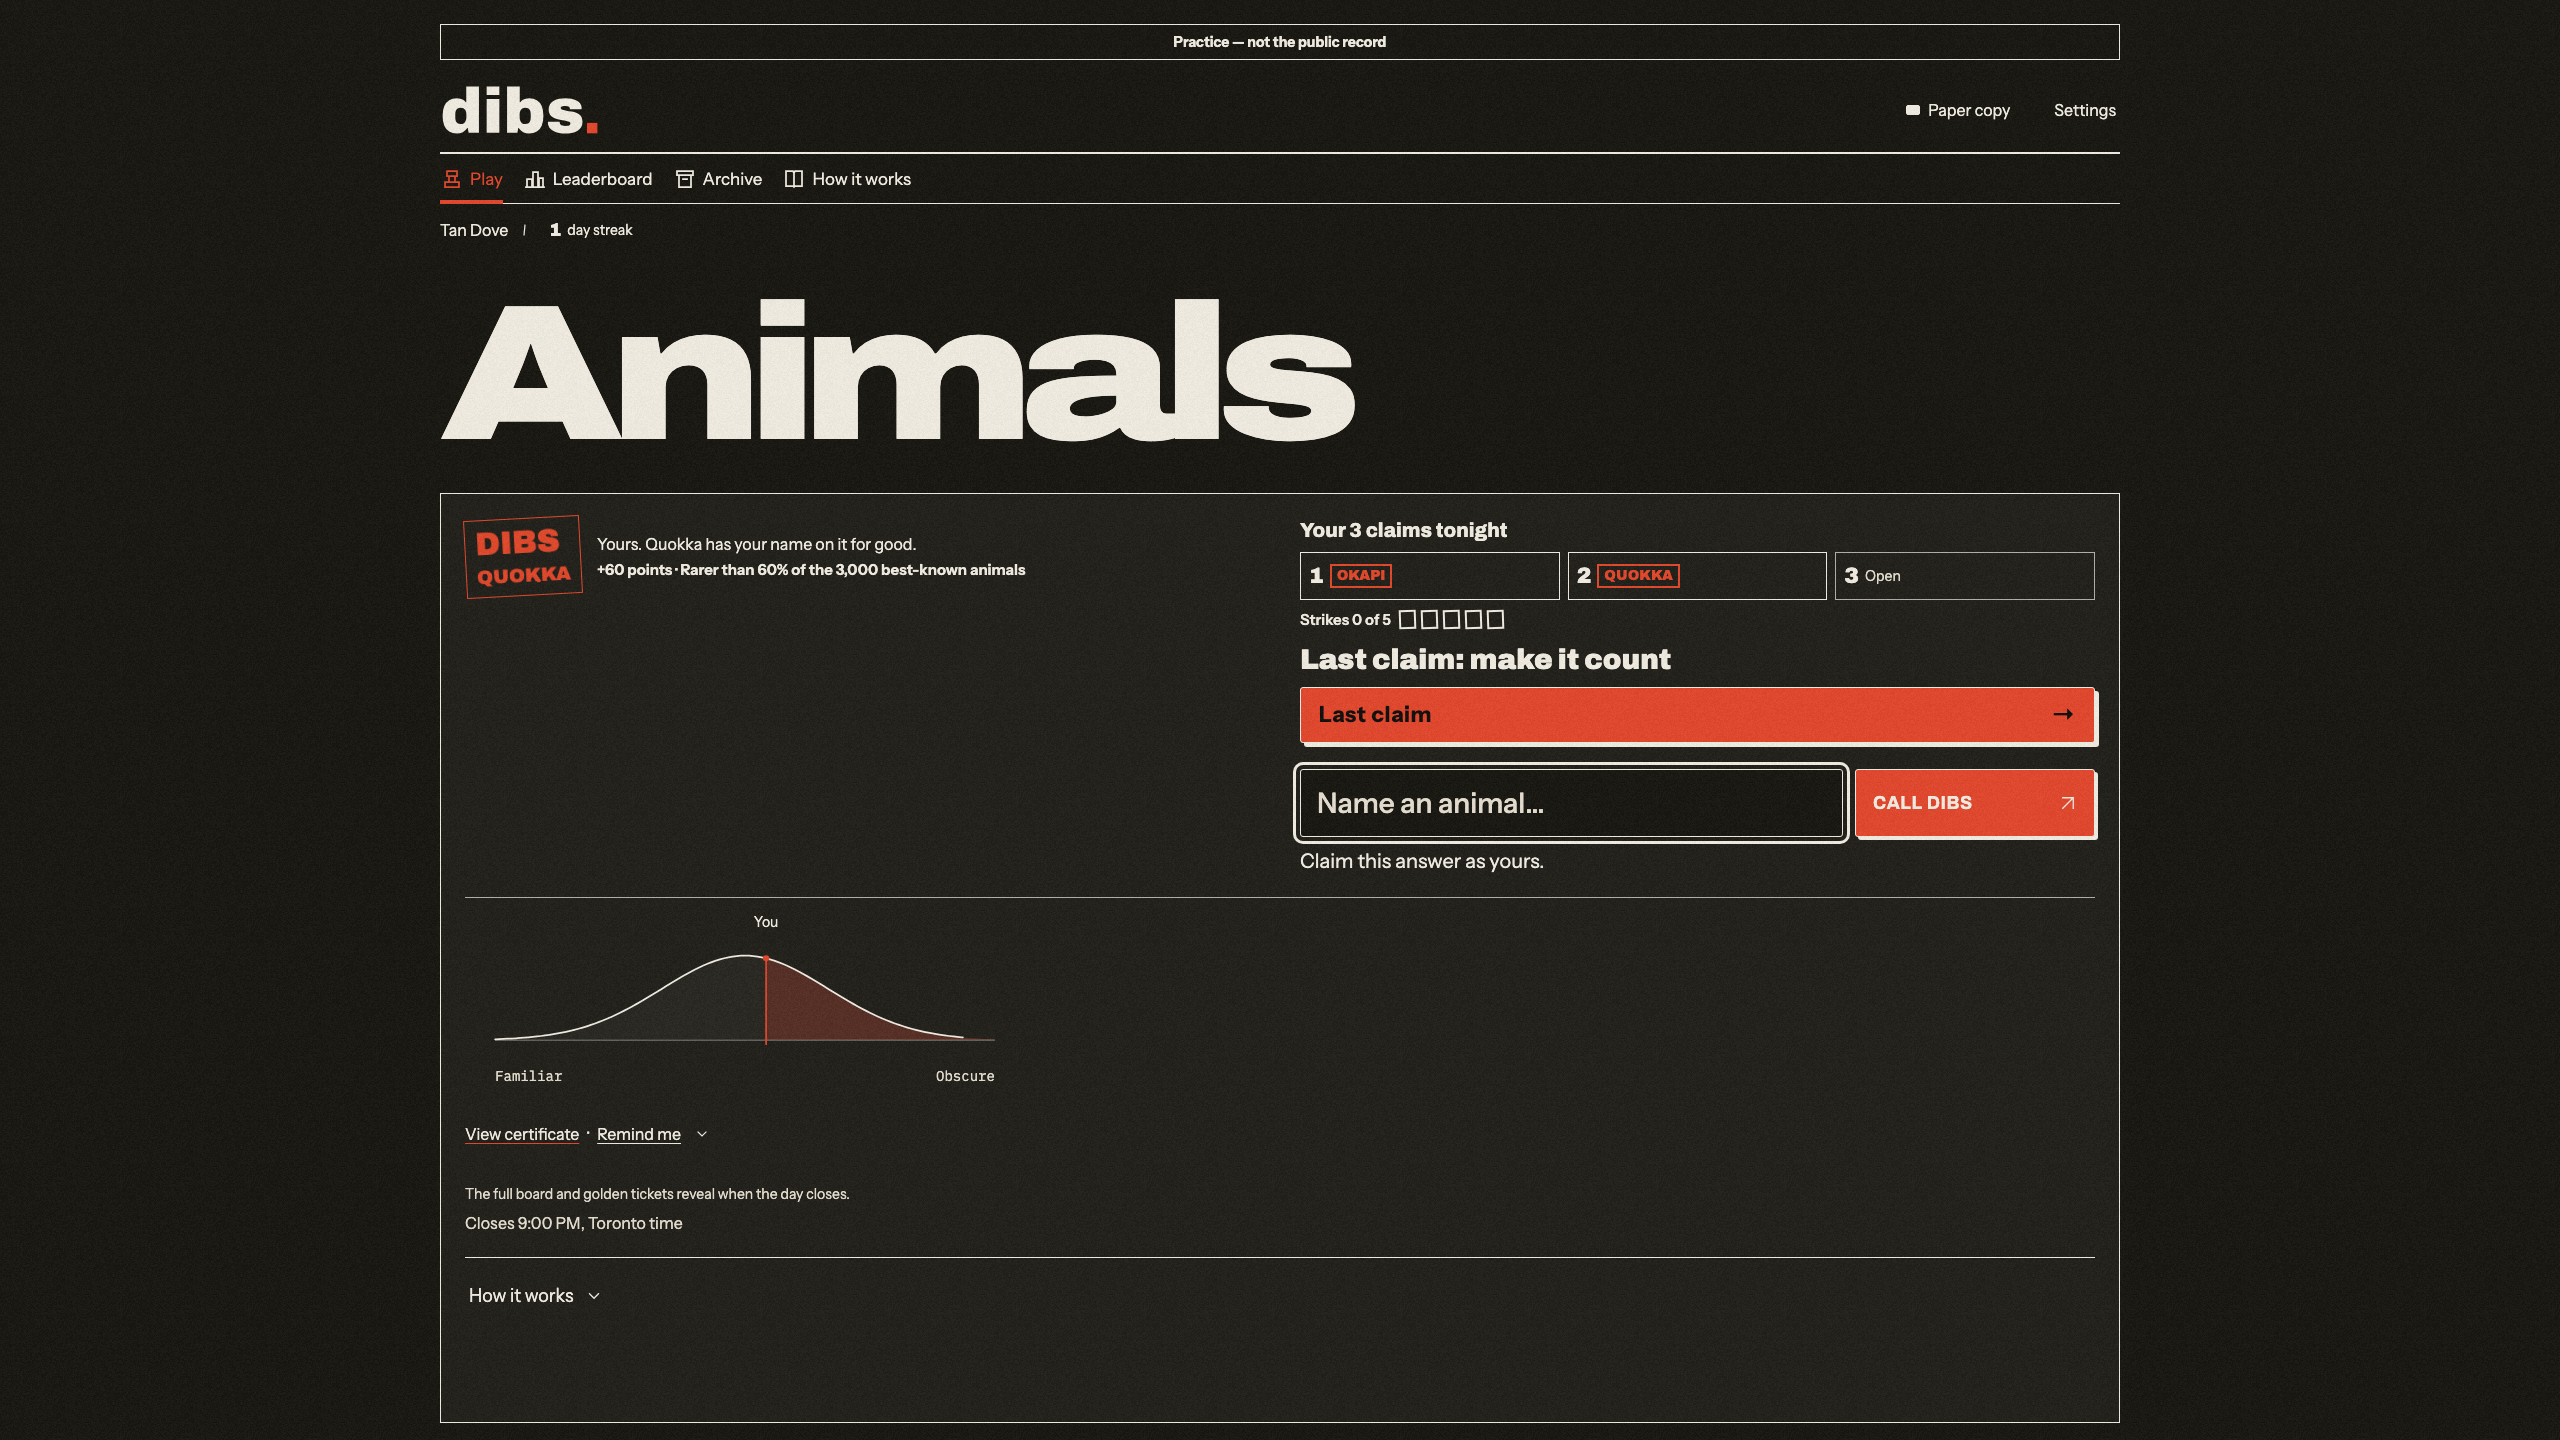 Practice — not the public record
dibs.
Paper copy
Settings
Play
Leaderboard
Archive
How it works
Tan Dove / 1 day streak
Animals
DIBS
QUOKKA
Yours. Quokka has your name on it for good.
+60 points · Rarer than 60% of the 3,000 best-known animals
Your 3 claims tonight
1 OKAPI
2 QUOKKA
3 Open
Strikes 0 of 5
Last claim: make it count
Last claim →
Name an animal...
CALL DIBS
Claim this answer as yours.
You
Familiar
Obscure
View certificate · Remind me
The full board and golden tickets reveal when the day closes.
Closes 9:00 PM, Toronto time
How it works